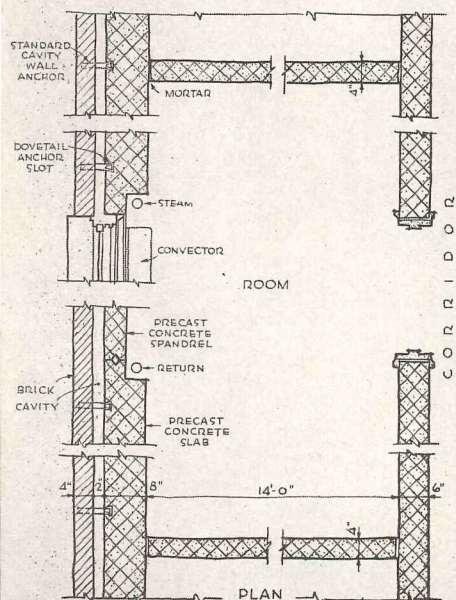 STANDARD
CAVITY
WALL
ANCHOR
MORTAR
4"
DOVETAIL
ANCHOR
SLOT
STEAM
CONVECTOR
ROOM
CORRIDOR
PRECAST
CONCRETE
SPANDREL
RETURN
BRICK
CAVITY
PRECAST
CONCRETE
SLAB
4" 2" 8" 14'-0" 6"
4"
PLAN